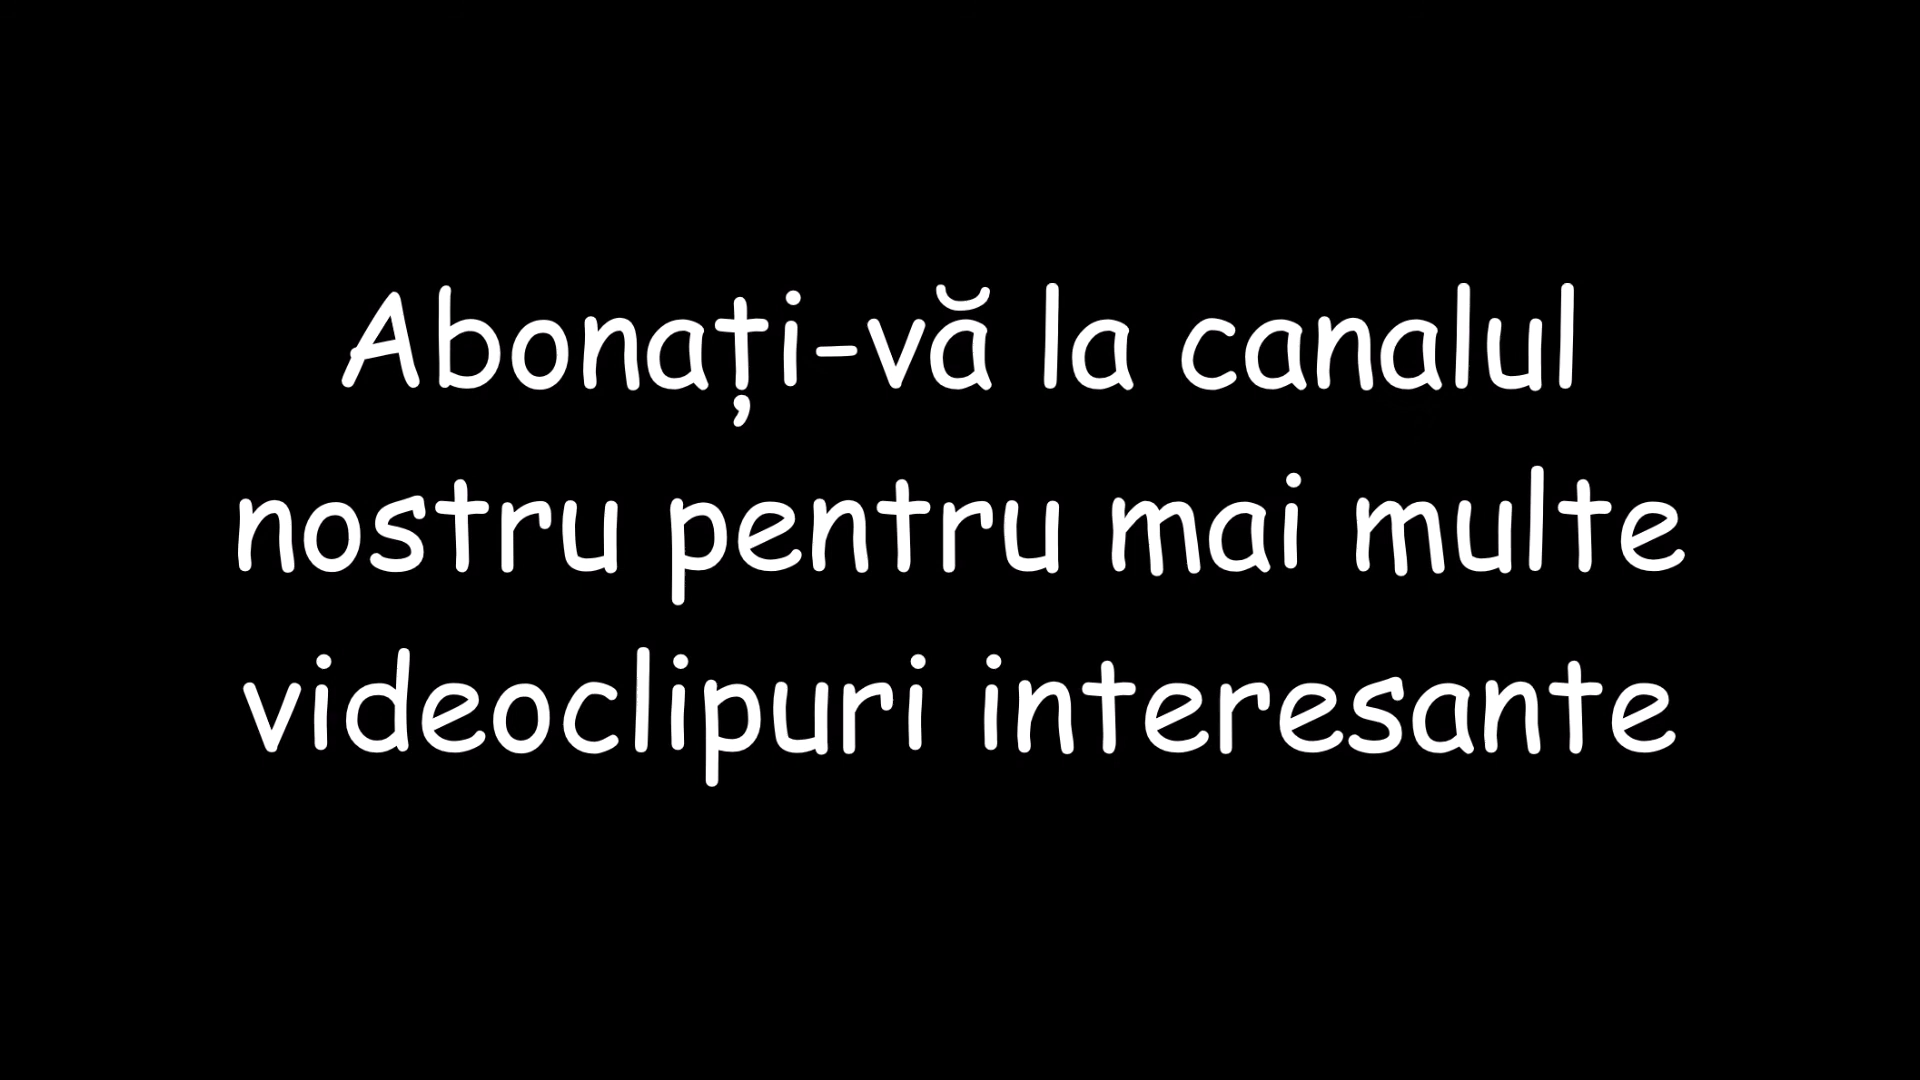 Abonați-vă la canalul
nostru pentru mai multe
videoclipuri interesante